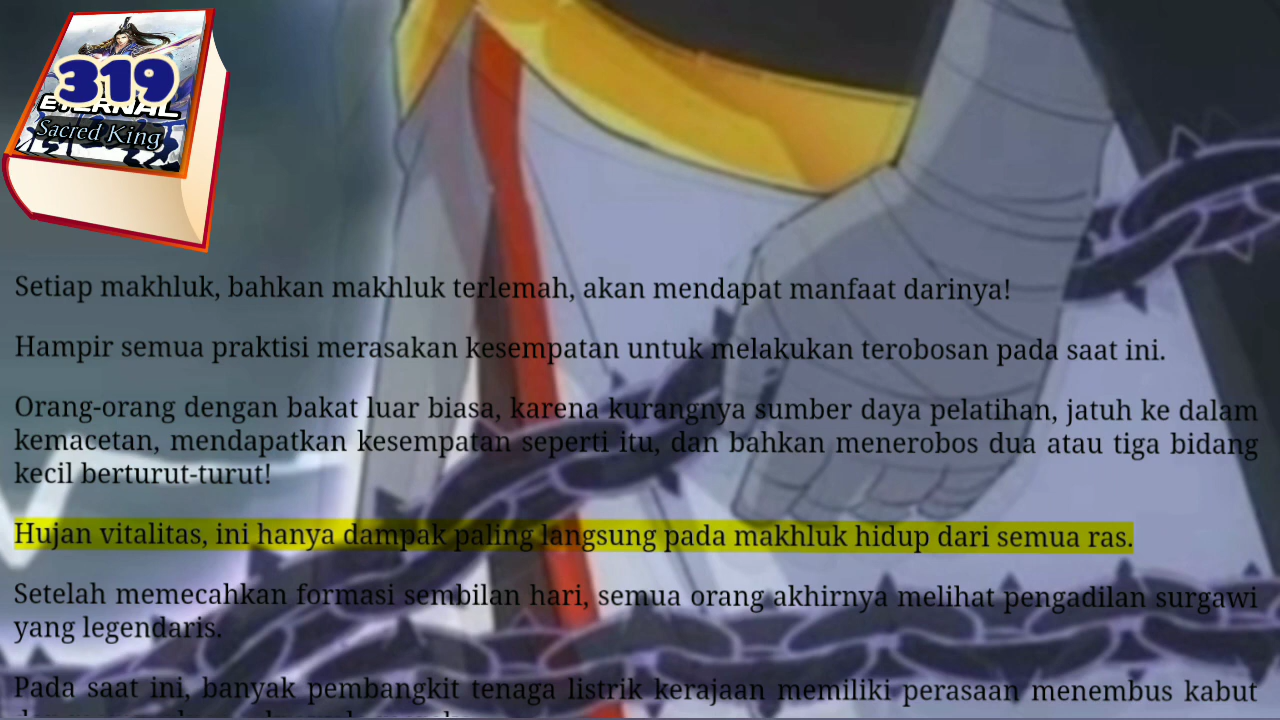 319
ETERNAL
Sacred King
Setiap makhluk, bahkan makhluk terlemah, akan mendapat manfaat darinya!
Hampir semua praktisi merasakan kesempatan untuk melakukan terobosan pada saat ini.
Orang-orang dengan bakat luar biasa, karena kurangnya sumber daya pelatihan, jatuh ke dalam
kemacetan, mendapatkan kesempatan seperti itu, dan bahkan menerobos dua atau tiga bidang
kecil berturut-turut!
Hujan vitalitas, ini hanya dampak paling langsung pada makhluk hidup dari semua ras.
Setelah memecahkan formasi sembilan hari, semua orang akhirnya melihat pengadilan surgawi
yang legendaris.
Pada saat ini, banyak pembangkit tenaga listrik kerajaan memiliki perasaan menembus kabut